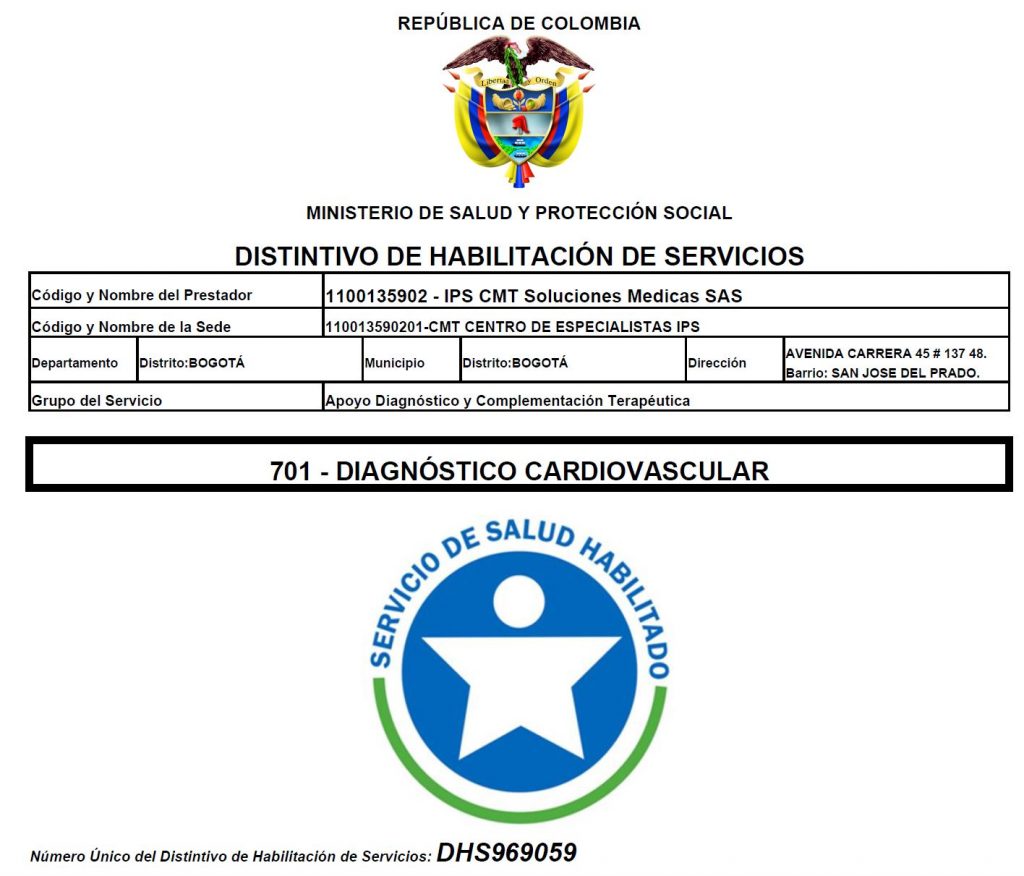 REPÚBLICA DE COLOMBIA
Libertad y Orden
MINISTERIO DE SALUD Y PROTECCIÓN SOCIAL
DISTINTIVO DE HABILITACIÓN DE SERVICIOS
Código y Nombre del Prestador 1100135902 - IPS CMT Soluciones Medicas SAS
Código y Nombre de la Sede 110013590201-CMT CENTRO DE ESPECIALISTAS IPS
Departamento Distrito:BOGOTÁ Municipio Distrito:BOGOTÁ Dirección AVENIDA CARRERA 45 # 137 48.
Barrio: SAN JOSE DEL PRADO.
Grupo del Servicio Apoyo Diagnóstico y Complementación Terapéutica
701 - DIAGNÓSTICO CARDIOVASCULAR
SERVICIO DE SALUD HABILITADO
Número Único del Distintivo de Habilitación de Servicios: DHS969059